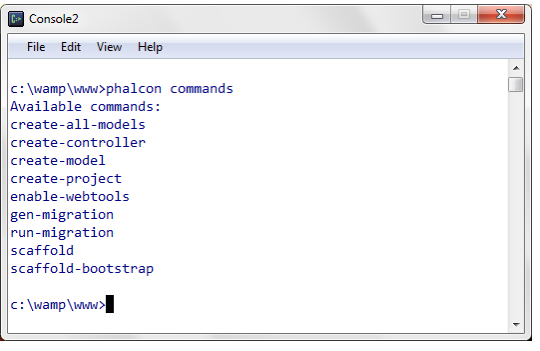 Console2
File Edit View Help
c:\wamp\www>phalcon commands
Available commands:
create-all-models
create-controller
create-model
create-project
enable-webtools
gen-migration
run-migration
scaffold
scaffold-bootstrap
c:\wamp\www>